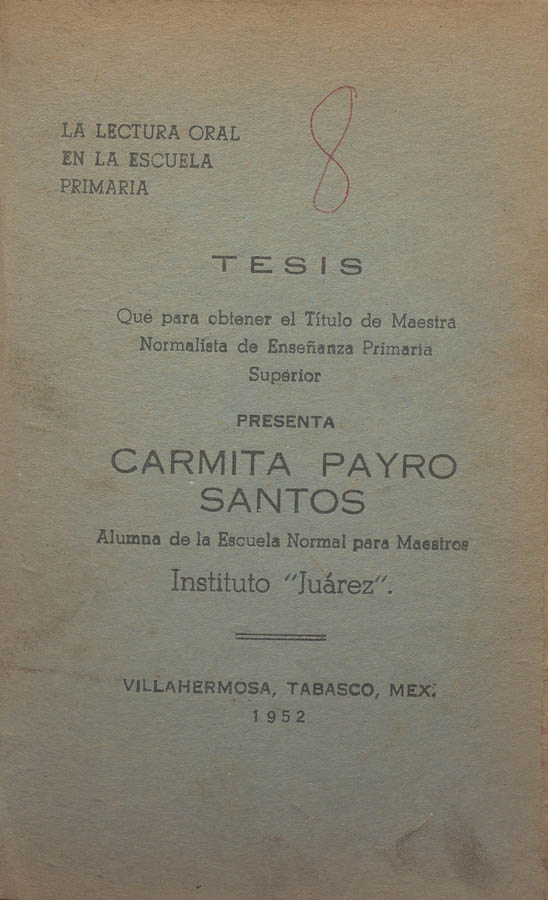 LA LECTURA ORAL
EN LA ESCUELA
PRIMARIA
8
TESIS
Que para obtener el Título de Maestra
Normalista de Enseñanza Primaria
Superior
PRESENTA
CARMITA PAYRO
SANTOS
Alumna de la Escuela Normal para Maestros
Instituto "Juárez".
VILLAHERMOSA, TABASCO, MEX.
1952